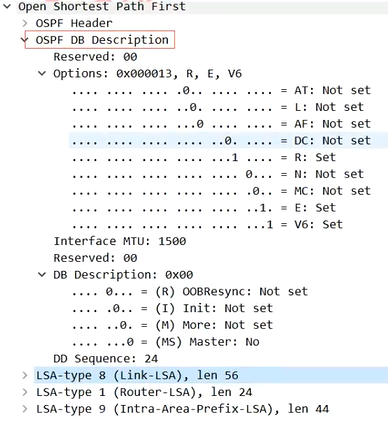 Open Shortest Path First
OSPF Header
OSPF DB Description
Reserved: 00
Options: 0x000013, R, E, V6
.... .... .... .0.. .... .... = AT: Not set
.... .... .... ..0. .... .... = L: Not set
.... .... .... ...0 .... .... = AF: Not set
.... .... .... .... ..0. .... = DC: Not set
.... .... .... .... ...1 .... = R: Set
.... .... .... .... .... 0... = N: Not set
.... .... .... .... .... .0.. = MC: Not set
.... .... .... .... .... ..1. = E: Set
.... .... .... .... .... ...1 = V6: Set
Interface MTU: 1500
Reserved: 00
DB Description: 0x00
.... 0... = (R) OOBResync: Not set
.... .0.. = (I) Init: Not set
.... ..0. = (M) More: Not set
.... ...0 = (MS) Master: No
DD Sequence: 24
LSA-type 8 (Link-LSA), len 56
LSA-type 1 (Router-LSA), len 24
LSA-type 9 (Intra-Area-Prefix-LSA), len 44